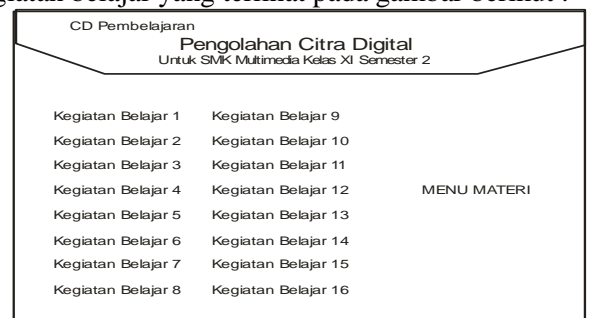 giatan belajar yang terlihat pada gambar berikut :
CD Pembelajaran
Pengolahan Citra Digital
Untuk SMK Multimedia Kelas XI Semester 2
Kegiatan Belajar 1 Kegiatan Belajar 9
Kegiatan Belajar 2 Kegiatan Belajar 10
Kegiatan Belajar 3 Kegiatan Belajar 11
Kegiatan Belajar 4 Kegiatan Belajar 12 MENU MATERI
Kegiatan Belajar 5 Kegiatan Belajar 13
Kegiatan Belajar 6 Kegiatan Belajar 14
Kegiatan Belajar 7 Kegiatan Belajar 15
Kegiatan Belajar 8 Kegiatan Belajar 16